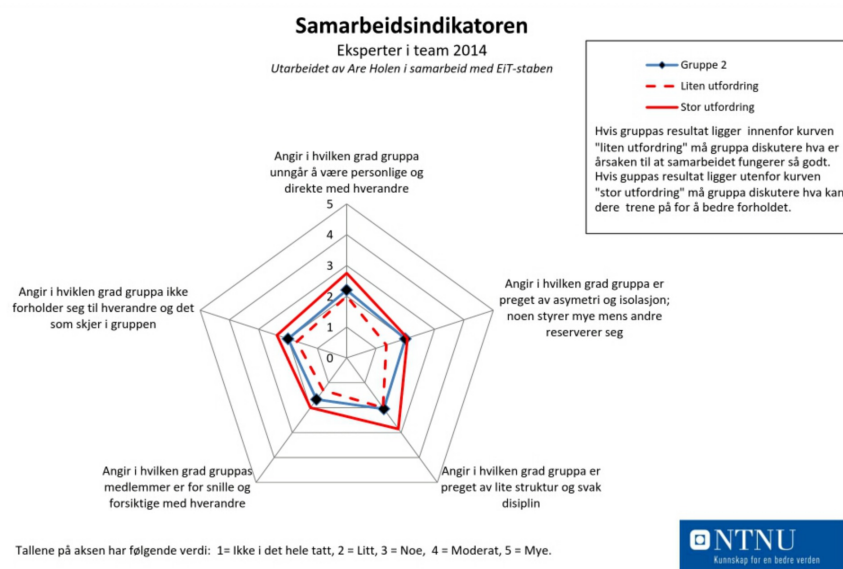 Samarbeidsindikatoren
Eksperter i team 2014
Utarbeidet av Are Holen i samarbeid med EiT-staben
Gruppe 2
Liten utfordring
Stor utfordring
Hvis gruppas resultat ligger innenfor kurven
"liten utfordring" må gruppa diskutere hva er
årsaken til at samarbeidet fungerer så godt.
Hvis guppas resultat ligger utenfor kurven
"stor utfordring" må gruppa diskutere hva kan
dere trene på for å bedre forholdet.
Angir i hvilken grad gruppa
unngår å være personlige og
direkte med hverandre
5
4
3
2
1
0
Angir i hvilken grad gruppa er
preget av asymetri og isolasjon;
noen styrer mye mens andre
reserverer seg
Angir i hviklen grad gruppa ikke
forholder seg til hverandre og det
som skjer i gruppen
Angir i hvilken grad gruppas
medlemmer er for snille og
forsiktige med hverandre
Angir i hvilken grad gruppa er
preget av lite struktur og svak
disiplin
Tallene på aksen har følgende verdi: 1= Ikke i det hele tatt, 2 = Litt, 3 = Noe, 4 = Moderat, 5 = Mye.
NTNU
Kunnskap for en bedre verden